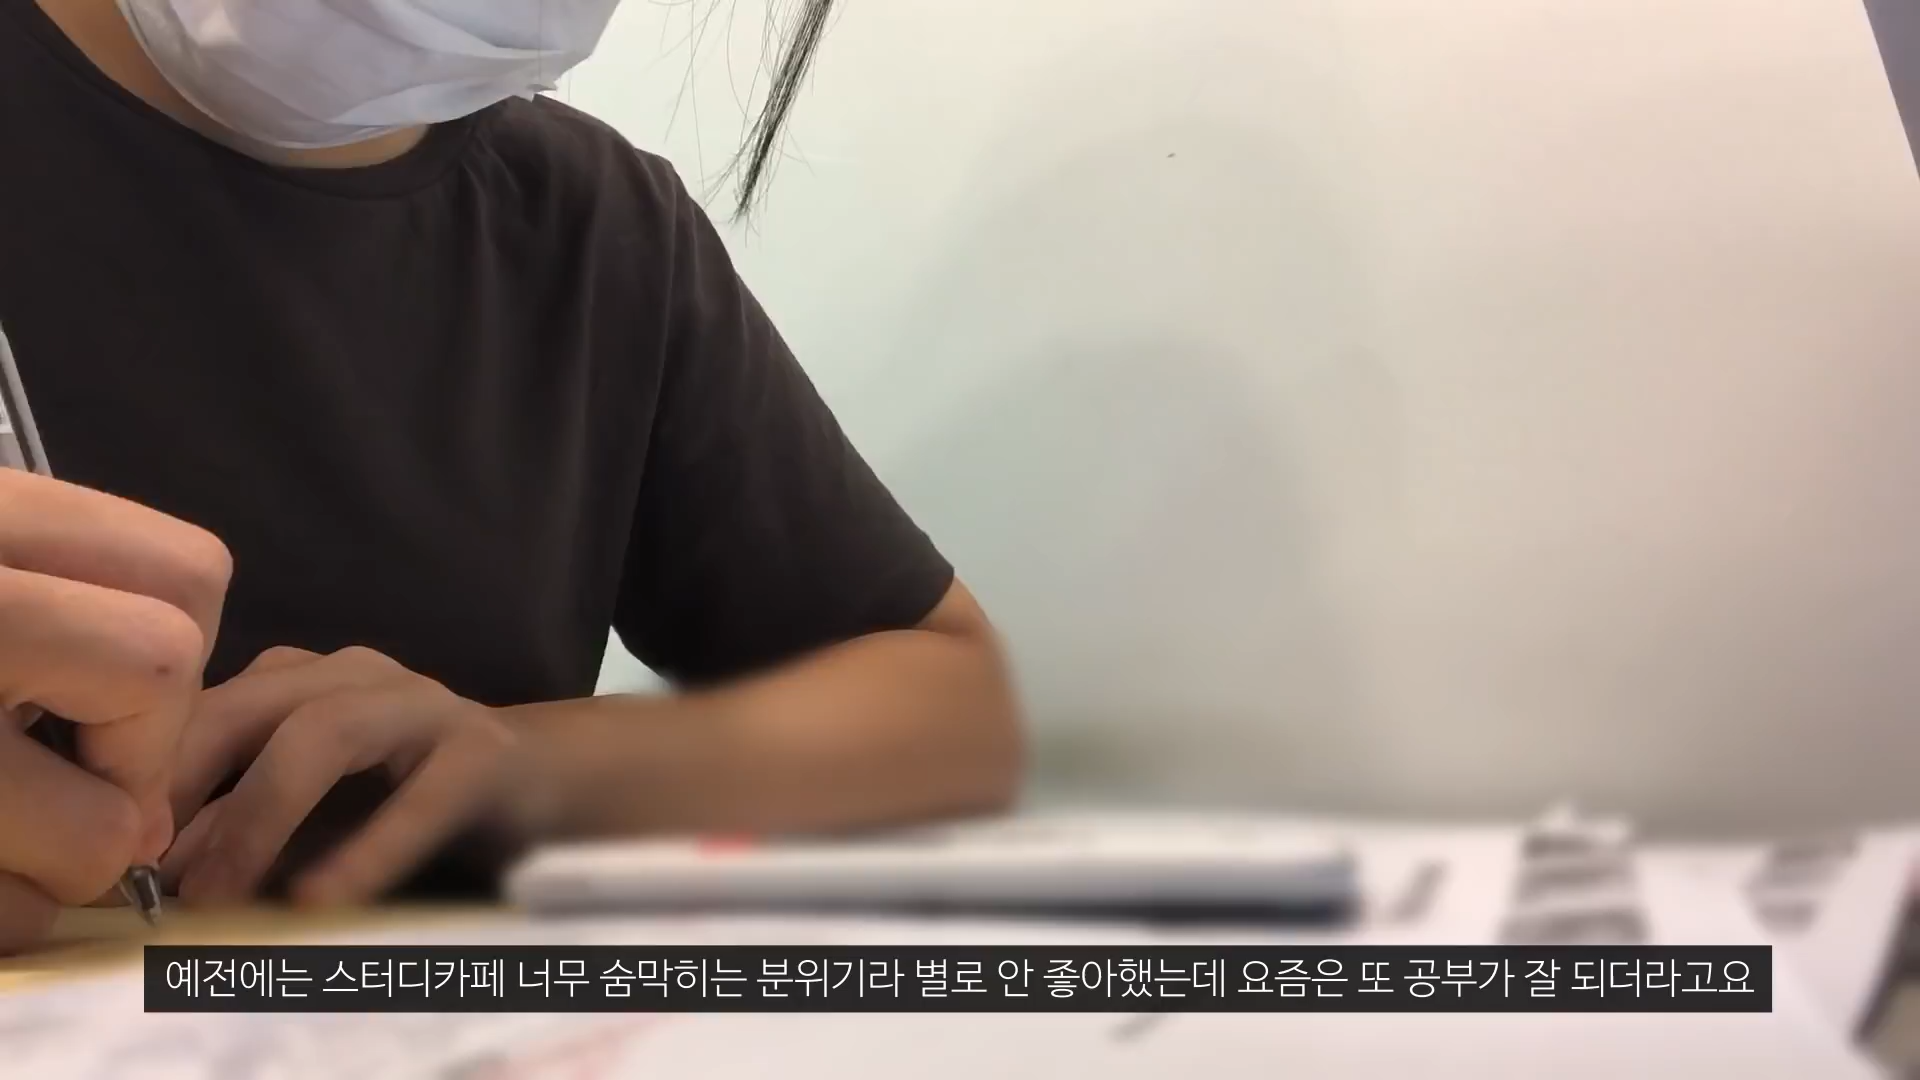 예전에는 스터디카페 너무 숨막히는 분위기라 별로 안 좋아했는데 요즘은 또 공부가 잘 되더라고요